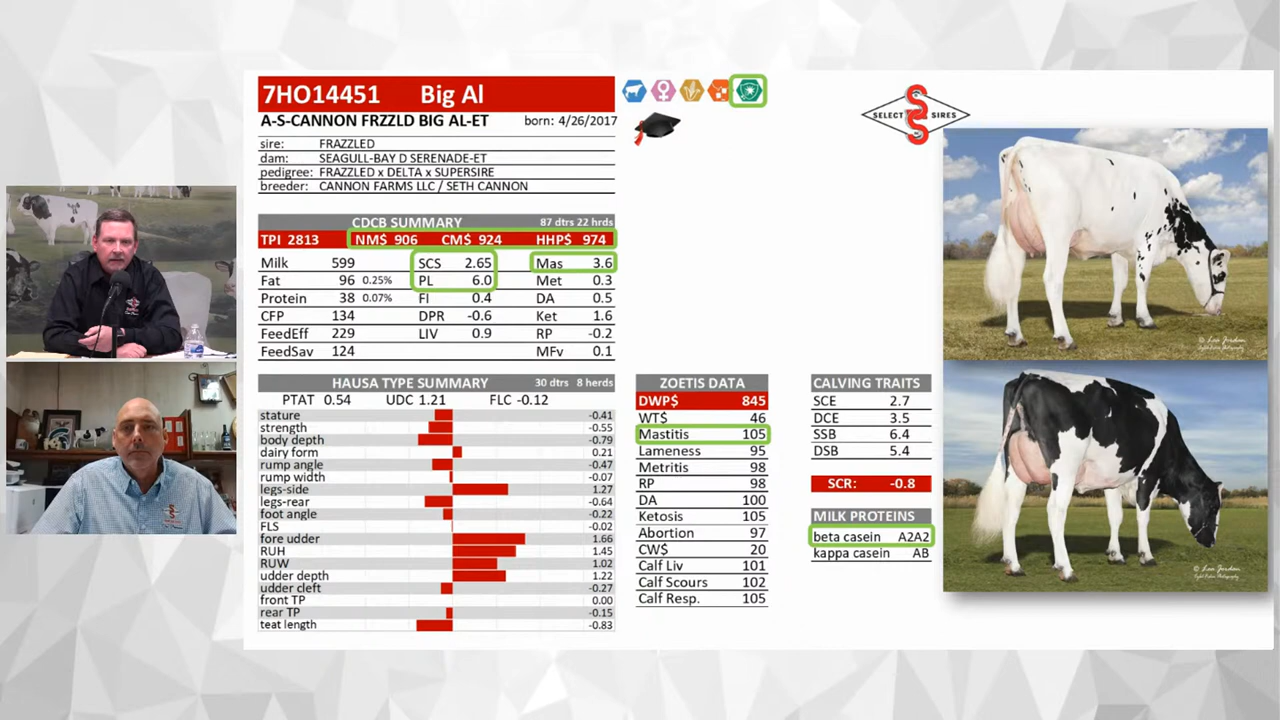 7HO14451 Big Al
A-S-CANNON FRZZLD BIG AL-ET born: 4/26/2017
sire: FRAZZLED
dam: SEAGULL-BAY D SERENADE-ET
pedigree: FRAZZLED x DELTA x SUPERSIRE
breeder: CANNON FARMS LLC / SETH CANNON
SELECT SIRES
CDCB SUMMARY 87 dtrs 22 hrds
TPI 2813 NM$ 906 CM$ 924 HHP$ 974
Milk 599 SCS 2.65 Mas 3.6
Fat 96 0.25% PL 6.0 Met 0.3
Protein 38 0.07% FI 0.4 DA 0.5
CFP 134 DPR -0.6 Ket 1.6
FeedEff 229 LIV 0.9 RP -0.2
FeedSav 124 MFv 0.1
HAUSA TYPE SUMMARY 30 dtrs 8 herds
PTAT 0.54 UDC 1.21 FLC -0.12
stature -0.41
strength -0.55
body depth -0.79
dairy form 0.21
rump angle -0.47
rump width -0.07
legs-side 1.27
legs-rear -0.64
foot angle -0.22
FLS -0.02
fore udder 1.66
RUH 1.45
RUW 1.02
udder depth 1.22
udder cleft -0.27
front TP 0.00
rear TP -0.15
teat length -0.83
ZOETIS DATA
DWP$ 845
WT$ 46
Mastitis 105
Lameness 95
Metritis 98
RP 98
DA 100
Ketosis 105
Abortion 97
CW$ 20
Calf Liv 101
Calf Scours 102
Calf Resp. 105
CALVING TRAITS
SCE 2.7
DCE 3.5
SSB 6.4
DSB 5.4
SCR: -0.8
MILK PROTEINS
beta casein A2A2
kappa casein AB